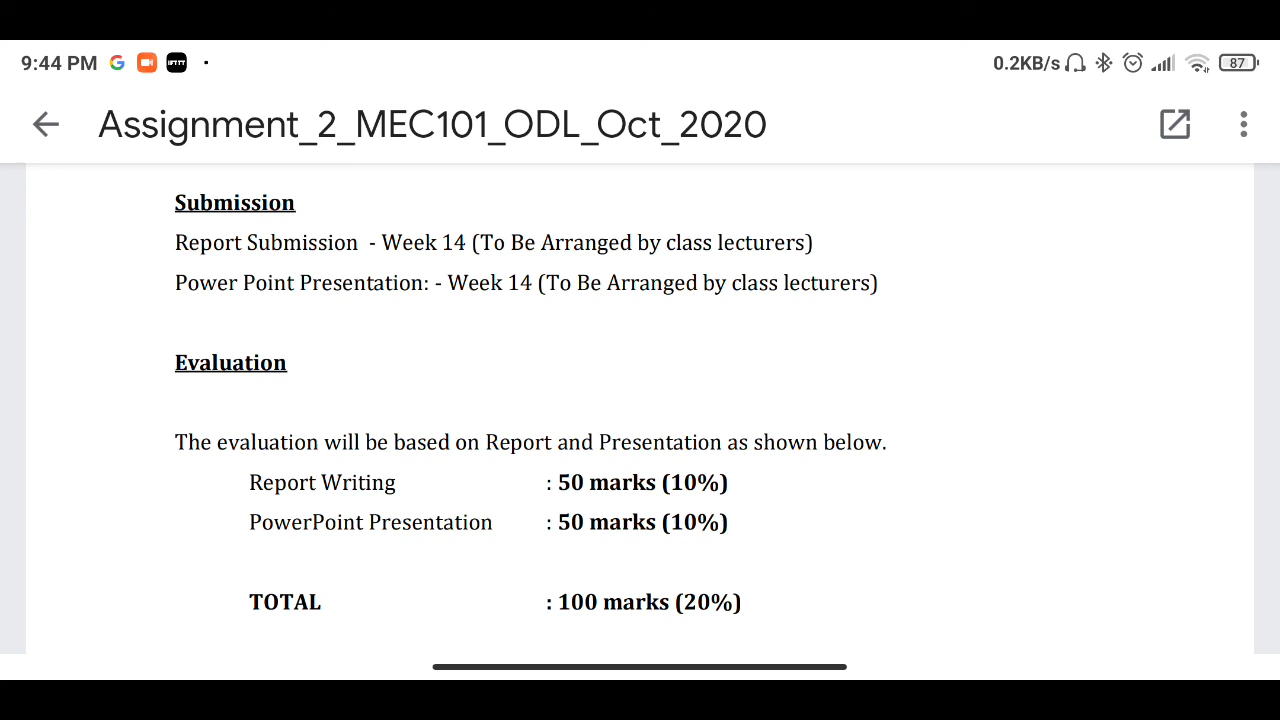 9:44 PM G IFTTT 0.2KB/s 87
Assignment_2_MEC101_ODL_Oct_2020
Submission
Report Submission - Week 14 (To Be Arranged by class lecturers)
Power Point Presentation: - Week 14 (To Be Arranged by class lecturers)
Evaluation
The evaluation will be based on Report and Presentation as shown below.
Report Writing : 50 marks (10%)
PowerPoint Presentation : 50 marks (10%)
TOTAL : 100 marks (20%)